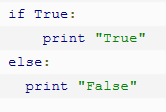 if True:
    print "True"
else:
  print "False"